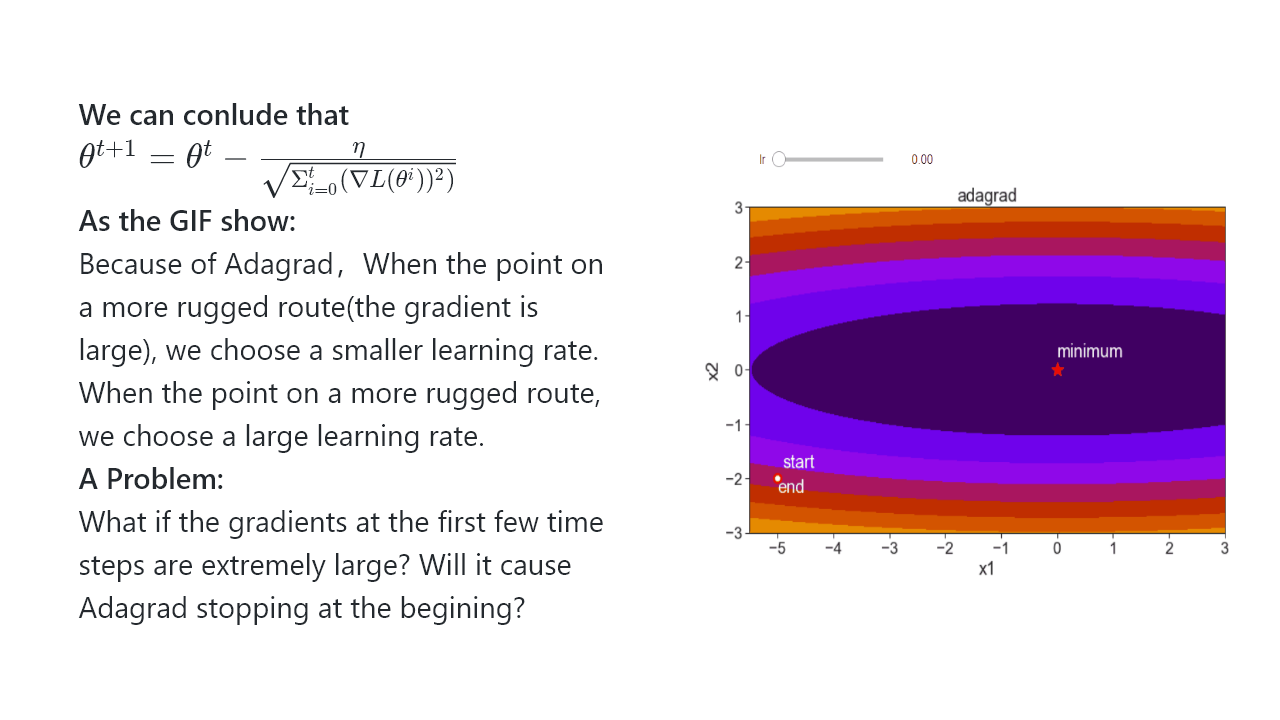 We can conlude that
θ^{t+1} = θ^t − \frac{η}{\sqrt{Σ_{i=0}^{t}(∇L(θ^i))^2)}}
As the GIF show:
Because of Adagrad，When the point on
a more rugged route(the gradient is
large), we choose a smaller learning rate.
When the point on a more rugged route,
we choose a large learning rate.
A Problem:
What if the gradients at the first few time
steps are extremely large? Will it cause
Adagrad stopping at the begining?
lr 0.00
adagrad
3
2
1
0
−1
−2
−3
x2
minimum
start
end
−5 −4 −3 −2 −1 0 1 2 3
x1